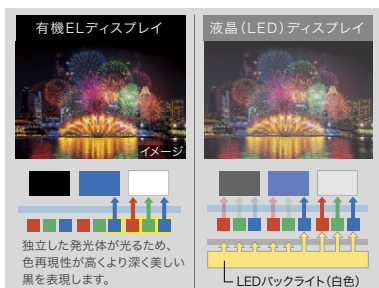 有機ELディスプレイ
イメージ
独立した発光体が光るため、
色再現性が高くより深く美しい
黒を表現します。
液晶(LED)ディスプレイ
LEDバックライト(白色)